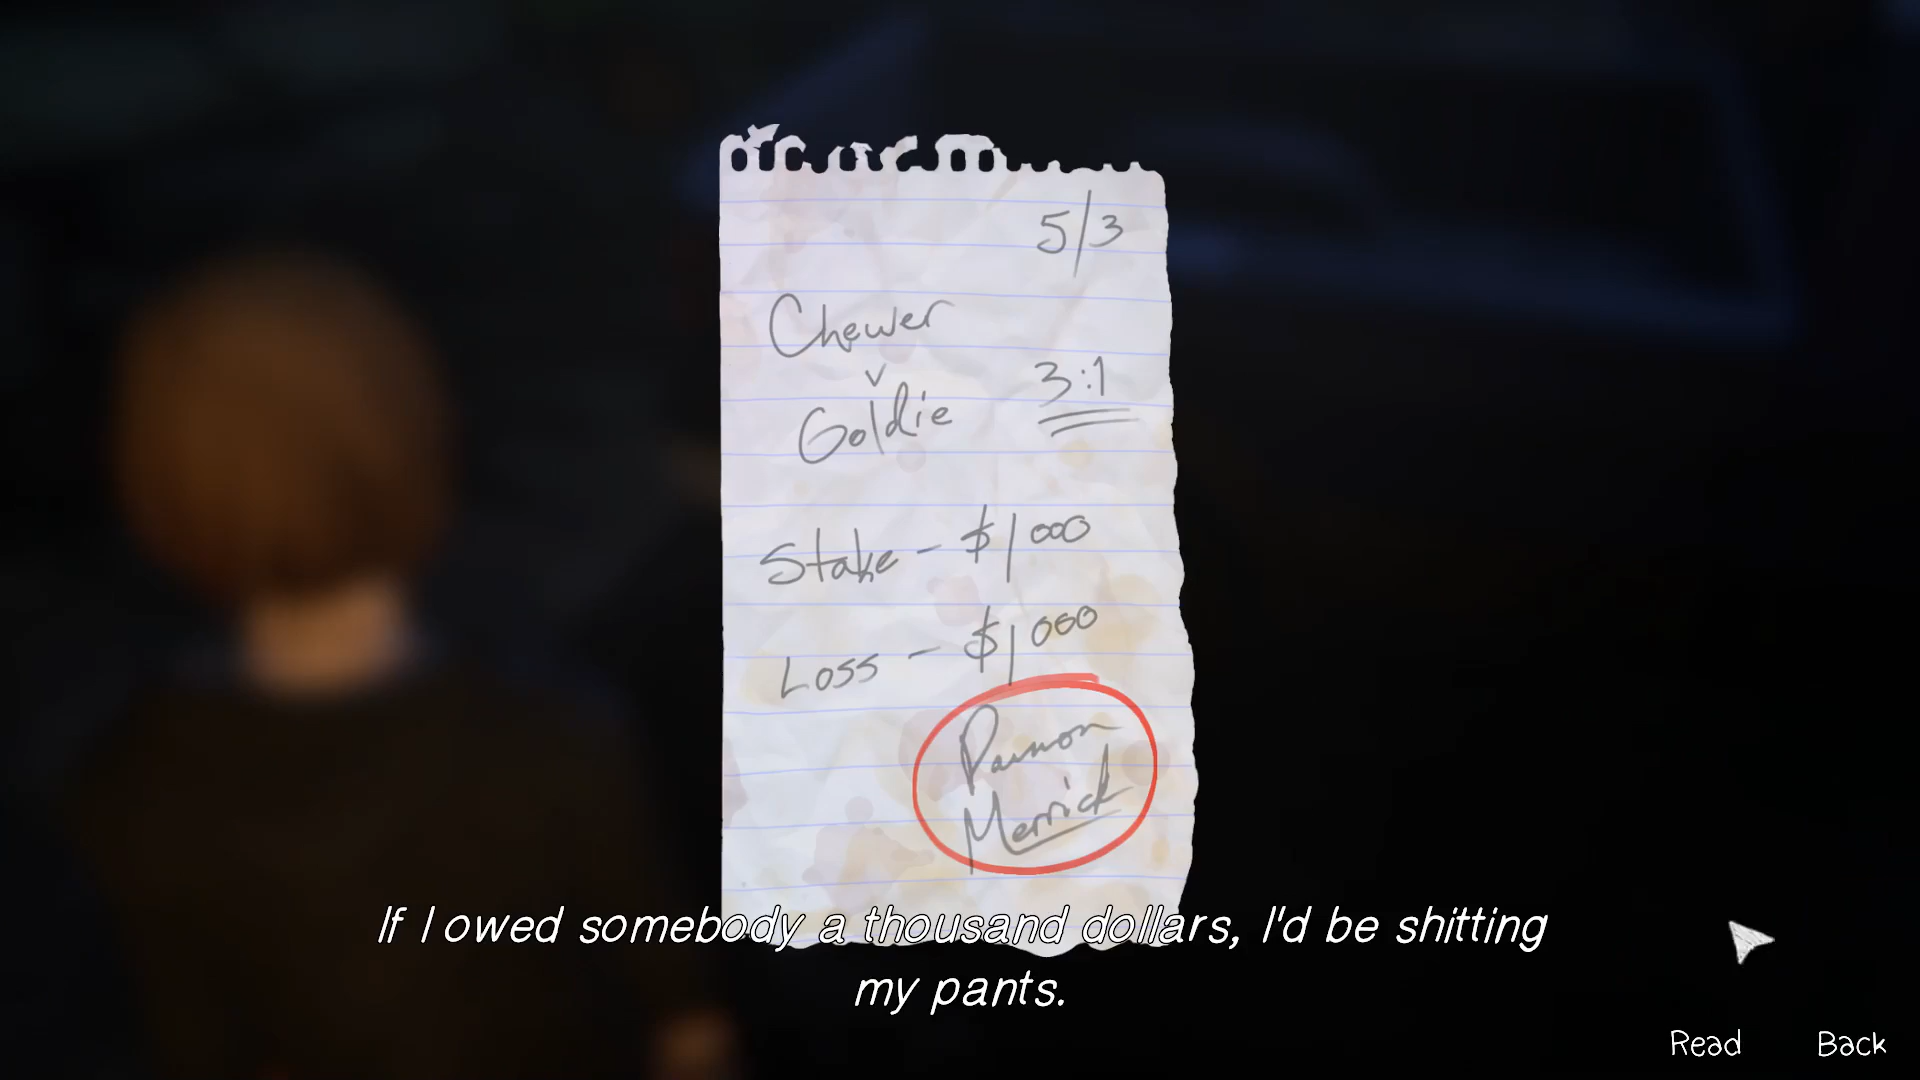 5/3
Chewer
v
Goldie 3:1
Stake - $1000
Loss - $1000
Damon
Merrick
If I owed somebody a thousand dollars, I'd be shitting
my pants.
Read Back